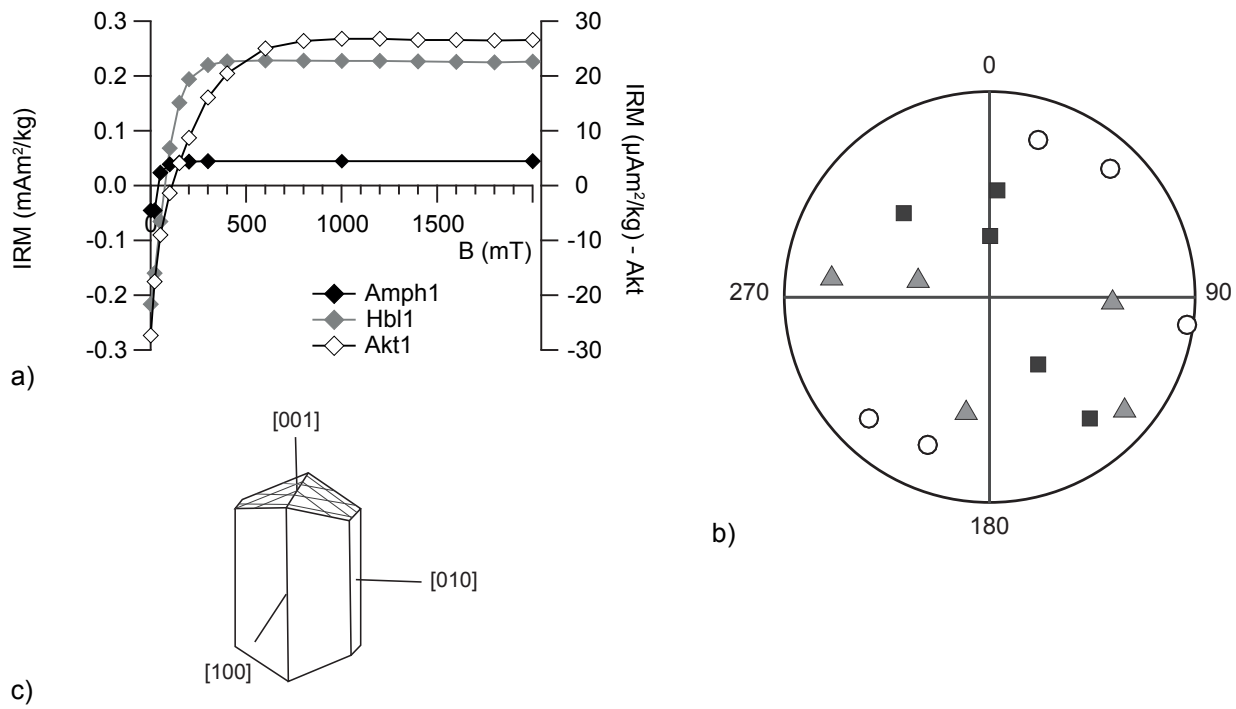 0.3
0.2
0.1
0.0
-0.1
-0.2
-0.3
IRM (mAm²/kg)
0
500
1000
1500
B (mT)
30
20
10
0
-10
-20
-30
IRM (µAm²/kg) - Akt
Amph1
Hbl1
Akt1
a)
0
90
180
270
b)
[001]
[010]
[100]
c)